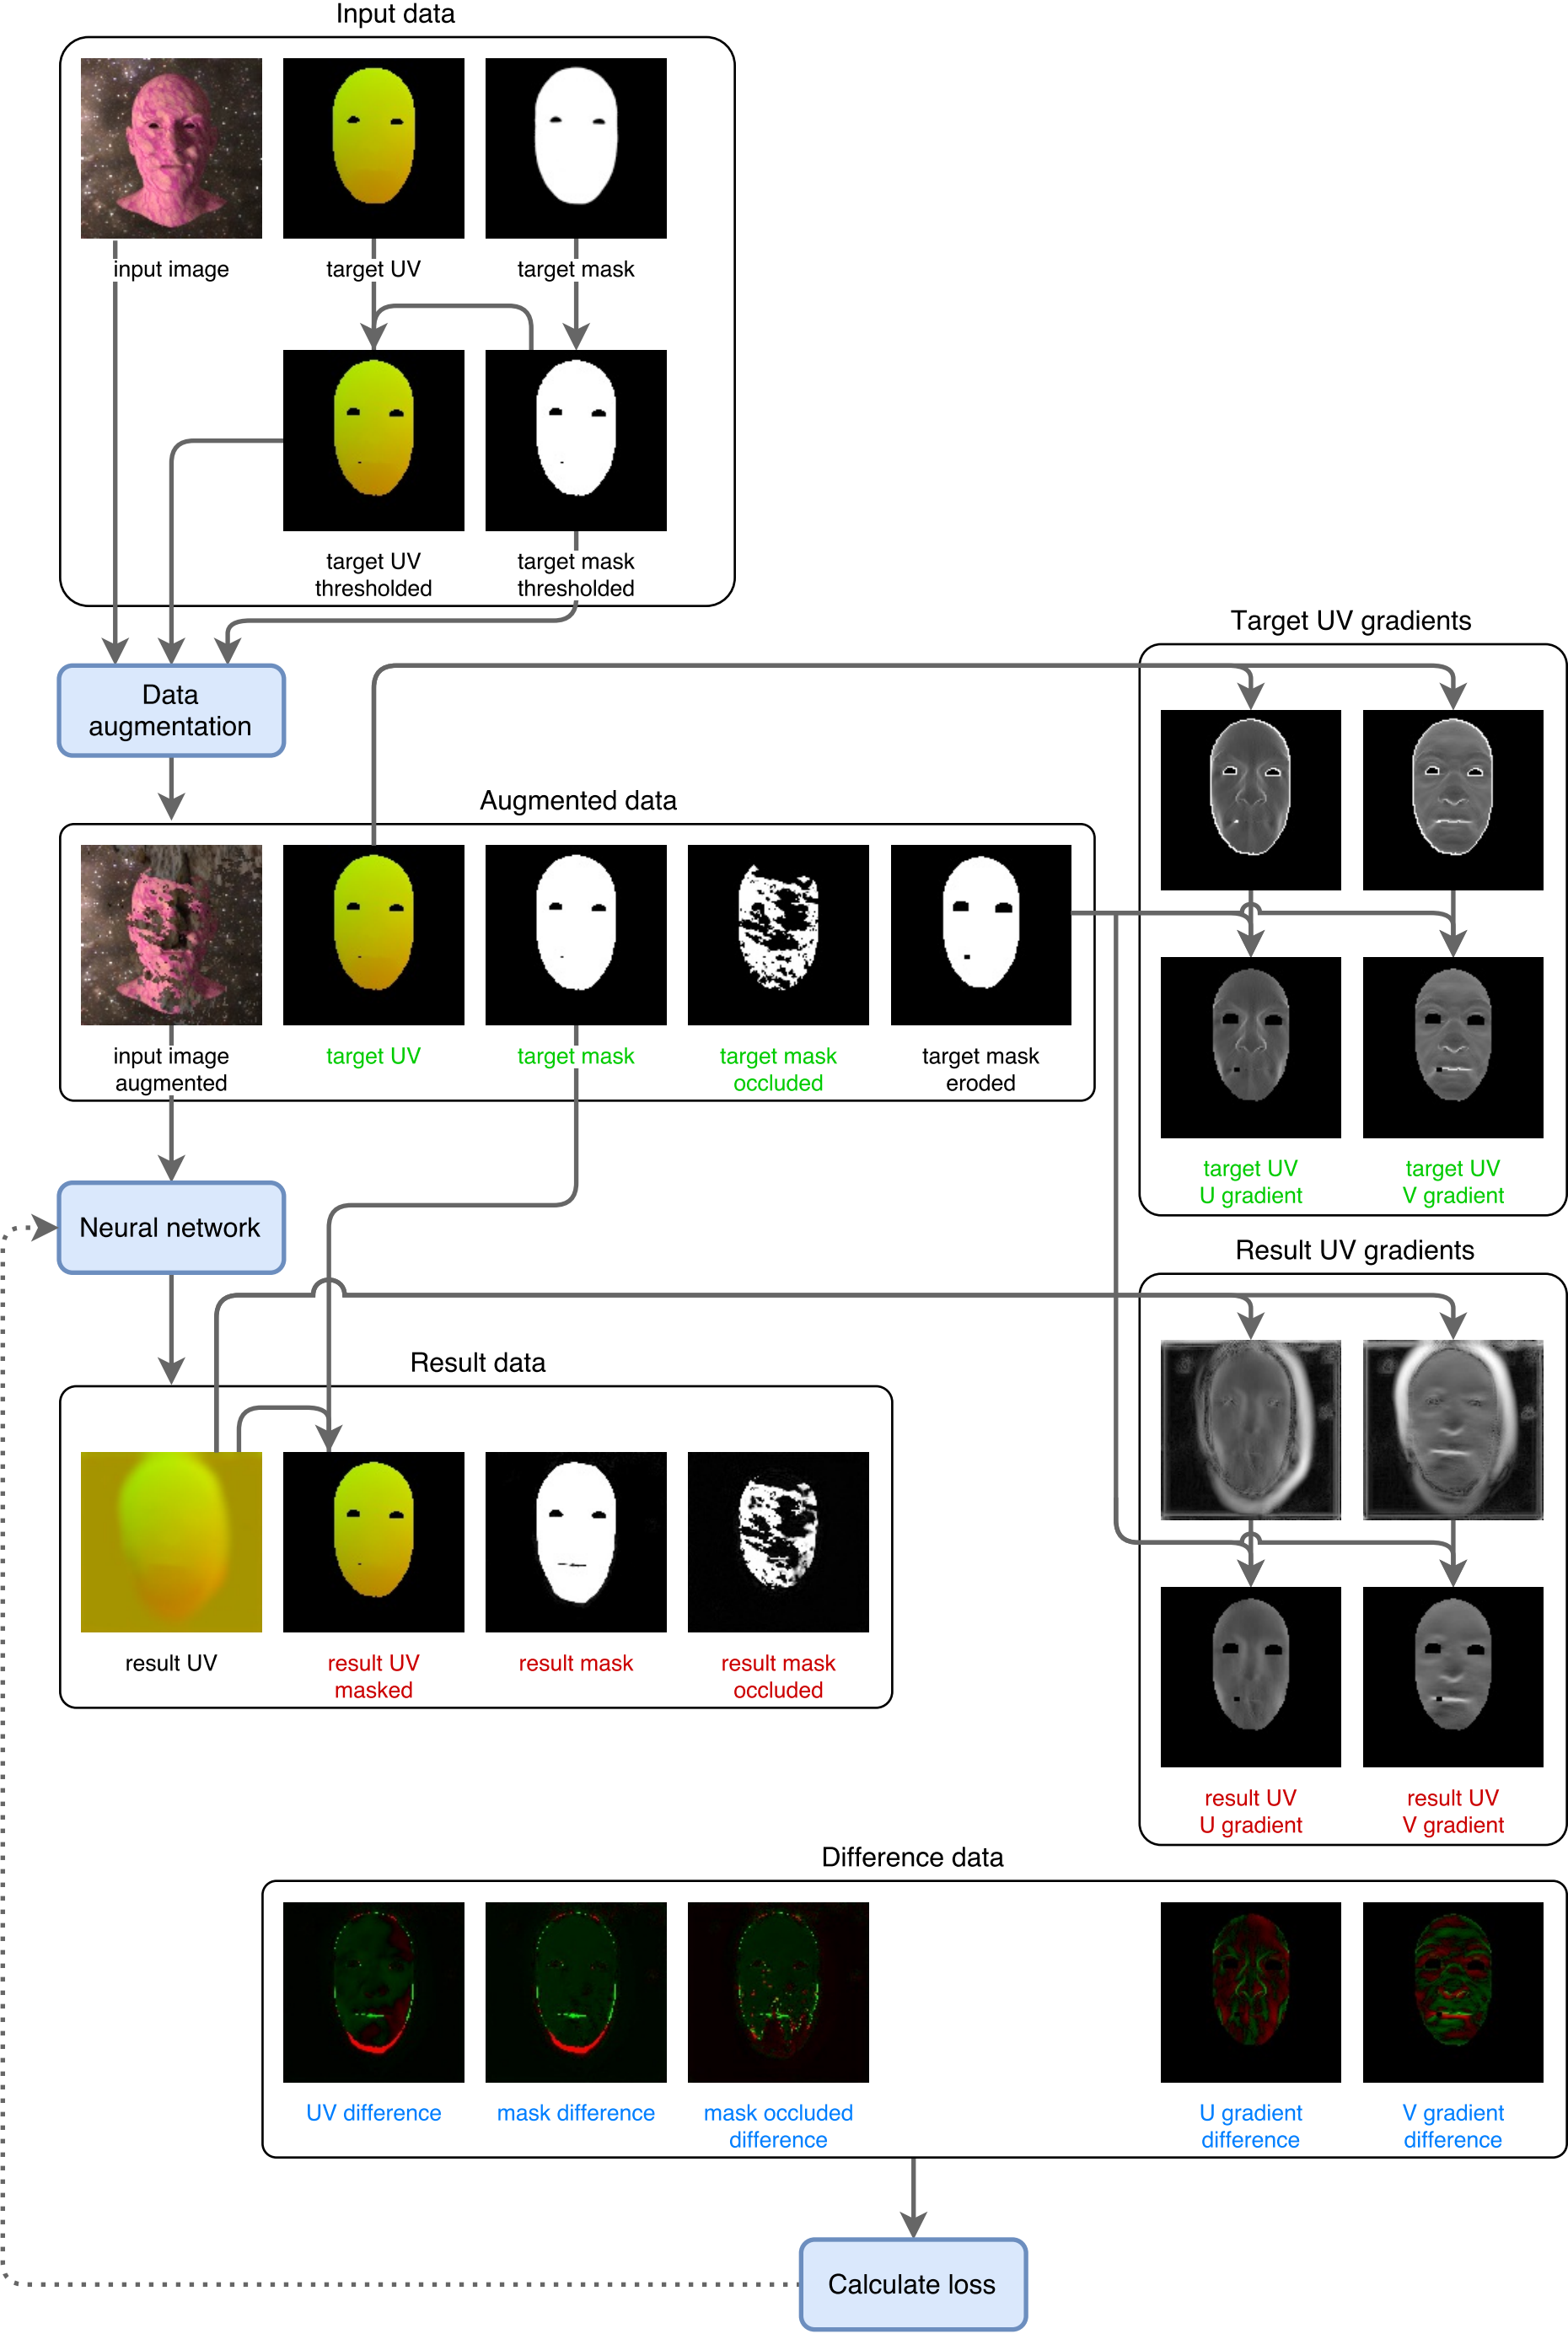 Input data
input image
target UV
target mask
target UV
thresholded
target mask
thresholded
Target UV gradients
Data
augmentation
Augmented data
input image
augmented
target UV
target mask
target mask
occluded
target mask
eroded
target UV
U gradient
target UV
V gradient
Neural network
Result UV gradients
Result data
result UV
result UV
masked
result mask
result mask
occluded
result UV
U gradient
result UV
V gradient
Difference data
UV difference
mask difference
mask occluded
difference
U gradient
difference
V gradient
difference
Calculate loss